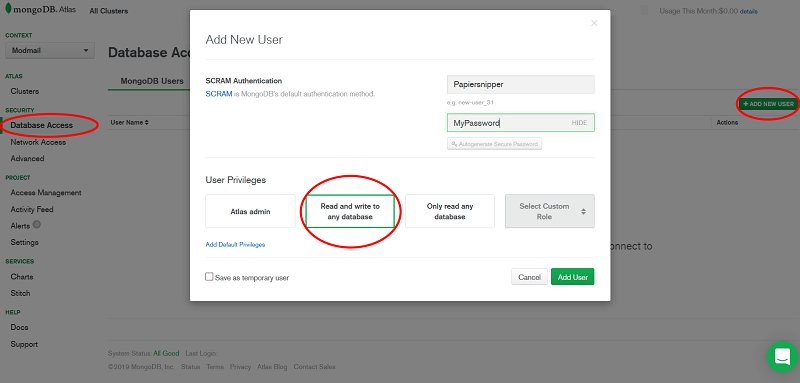 mongoDB. Atlas
All Clusters
Usage This Month:$0.00 details
CONTEXT
Modmail
ATLAS
Clusters
SECURITY
Database Access
Network Access
Advanced
PROJECT
Access Management
Activity Feed
Alerts
Settings
SERVICES
Charts
Stitch
HELP
Docs
Support
Database Acc
MongoDB Users
+ ADD NEW USER
User Name
Actions
onnect to
Add New User
×
SCRAM Authentication
SCRAM is MongoDB's default authentication method.
Papiersnipper
e.g. new-user_31
MyPassword
HIDE
Autogenerate Secure Password
User Privileges
Atlas admin
Read and write to
any database
Only read any
database
Select Custom
Role
Add Default Privileges
Save as temporary user
Cancel
Add User
System Status: All Good Last Login:
©2019 MongoDB, Inc. Status Terms Privacy Atlas Blog Contact Sales